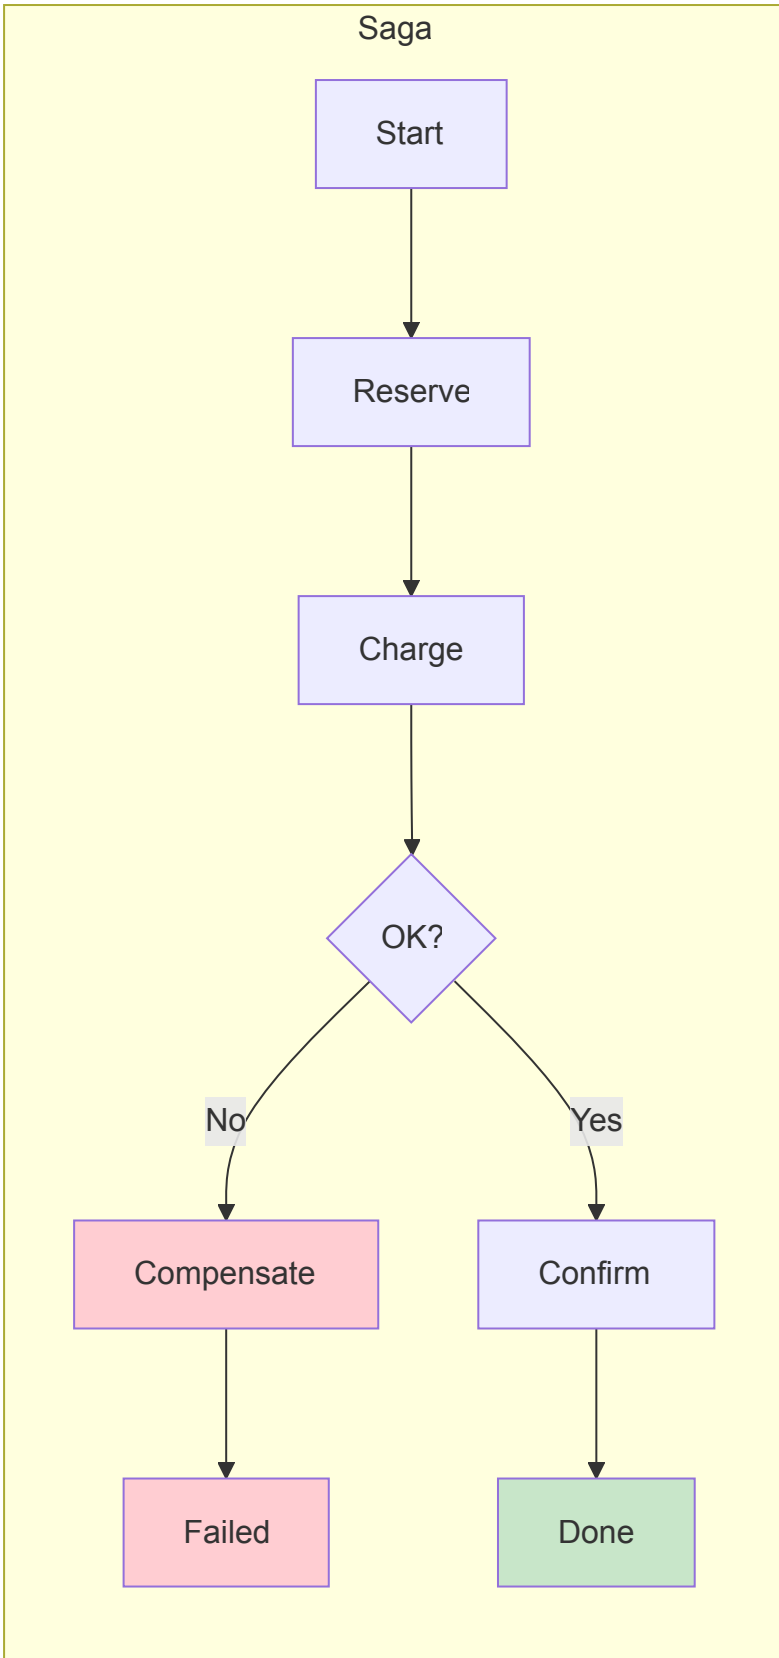 Saga
Start
Reserve
Charge
OK?
No
Yes
Compensate
Confirm
Failed
Done